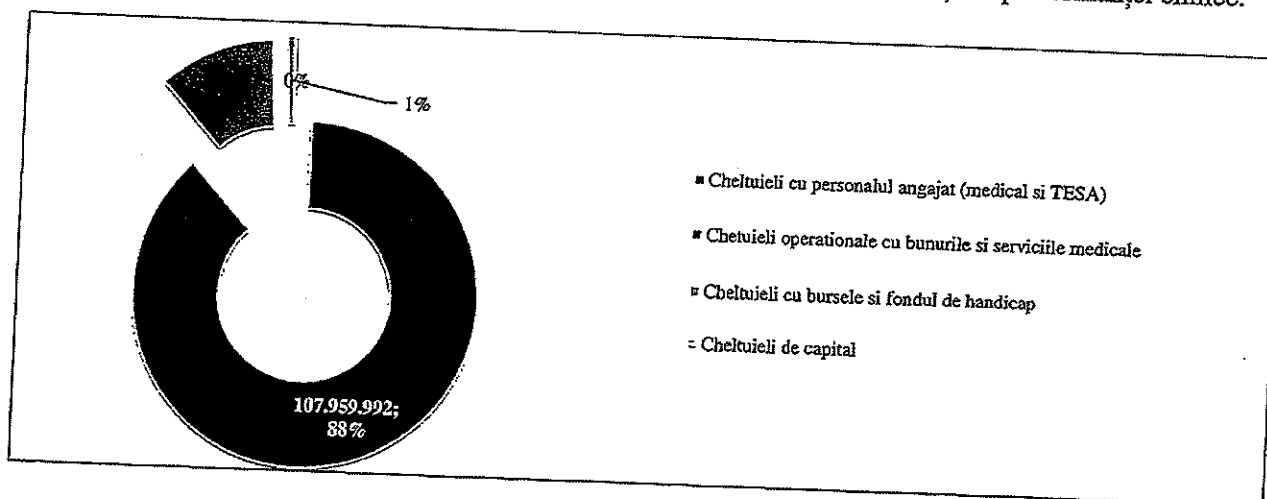 0%
1%
107.959.992;
88%
Cheltuieli cu personalul angajat (medical si TESA)
Chetuieli operationale cu bunurile si serviciile medicale
Cheltuieli cu bursele si fondul de handicap
Cheltuieli de capital